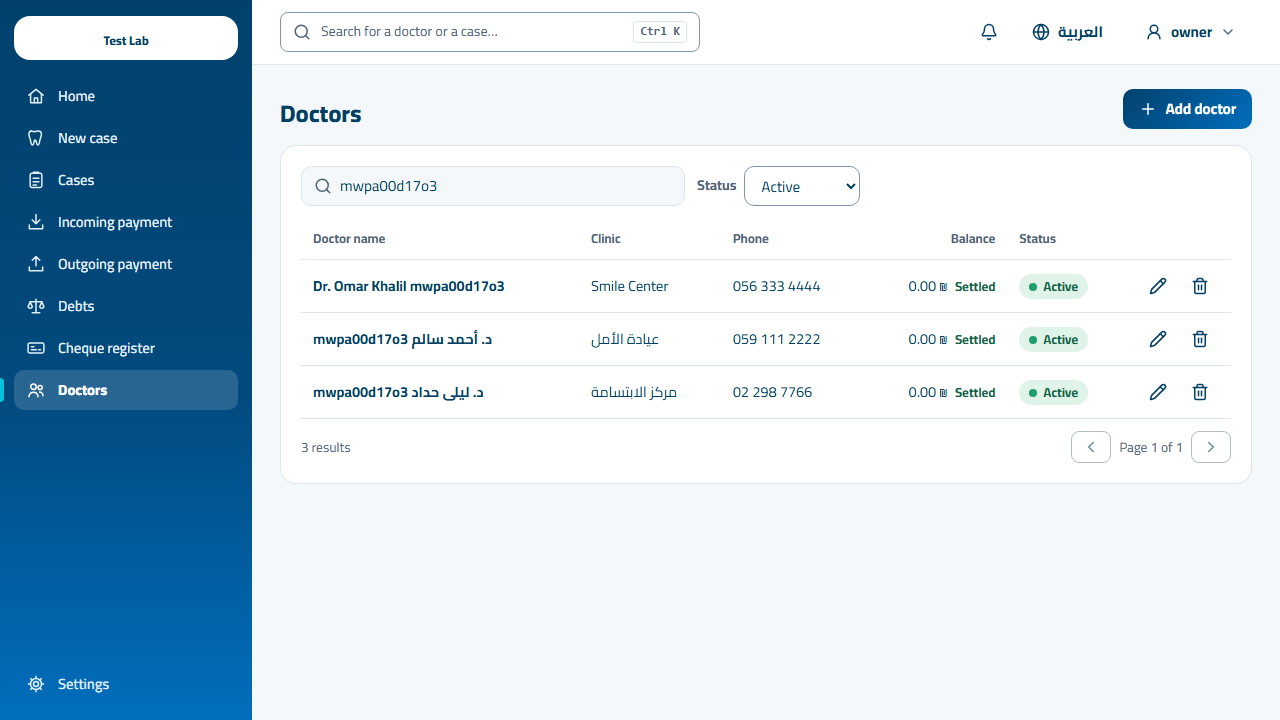 Test Lab
Search for a doctor or a case...
Ctrl K
العربية
owner
Home
New case
Cases
Incoming payment
Outgoing payment
Debts
Cheque register
Doctors
Settings
Doctors
Add doctor
mwpa00d17o3
Status
Active
Doctor name Clinic Phone Balance Status
Dr. Omar Khalil mwpa00d17o3 Smile Center 056 333 4444 0.00 ₪ Settled Active
د. أحمد سالم mwpa00d17o3 عيادة الأمل 059 111 2222 0.00 ₪ Settled Active
د. ليلى حداد mwpa00d17o3 مركز الابتسامة 02 298 7766 0.00 ₪ Settled Active
3 results
Page 1 of 1